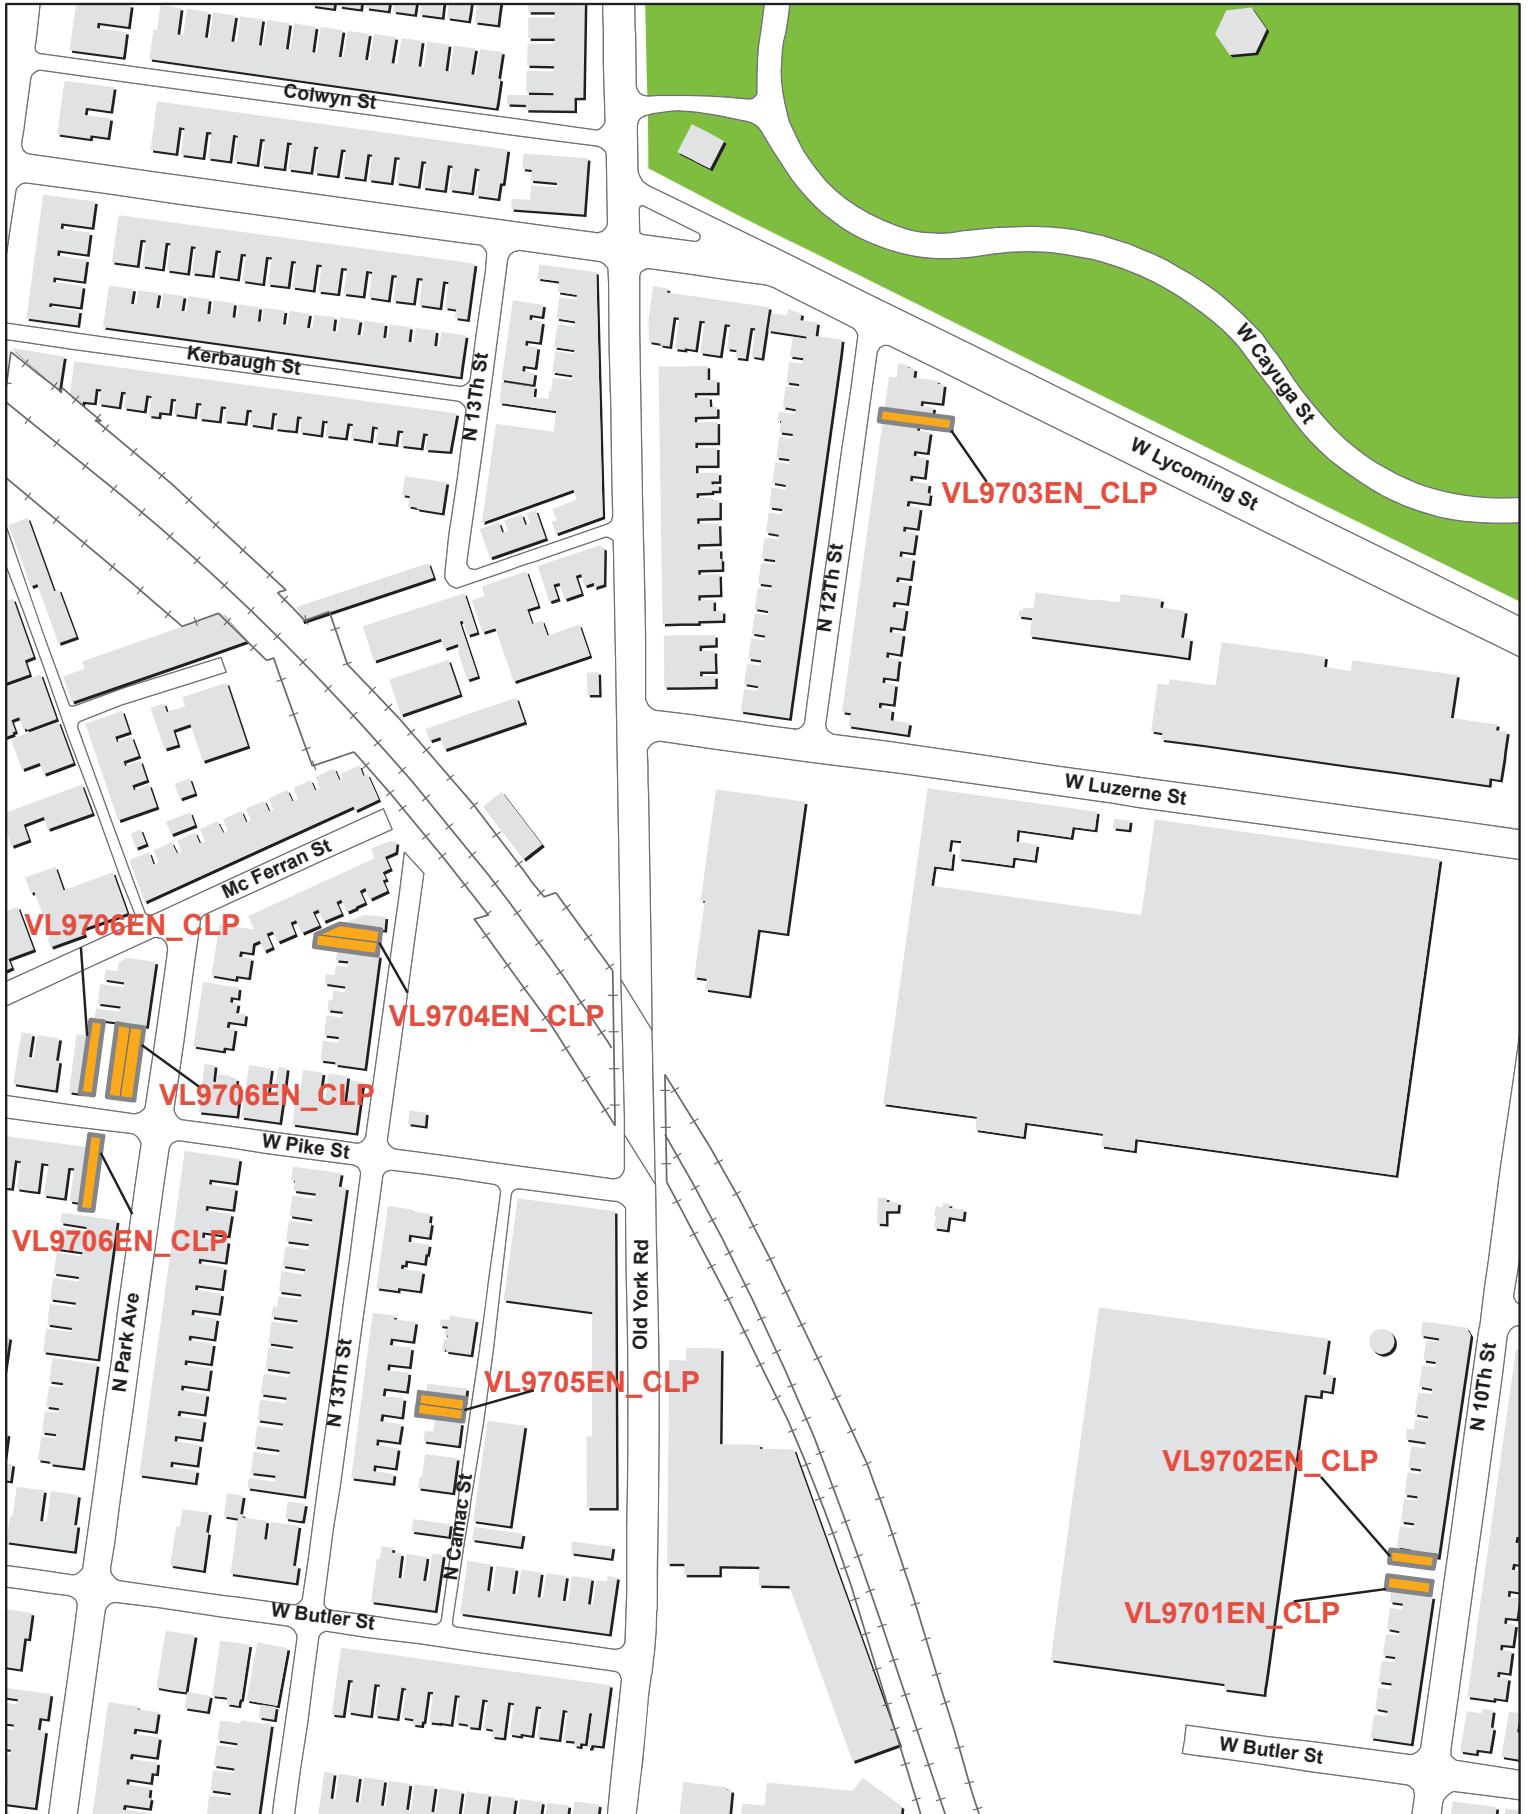 Colwyn St
Kerbaugh St
N 13Th St
W Cayuga St
W Lycoming St
VL9703EN_CLP
N 12Th St
W Luzerne St
Mc Ferran St
VL9706EN_CLP
VL9704EN_CLP
VL9706EN_CLP
W Pike St
VL9706EN_CLP
Old York Rd
N Park Ave
N 13Th St
VL9705EN_CLP
N 10Th St
VL9702EN_CLP
N Camac St
VL9701EN_CLP
W Butler St
W Butler St